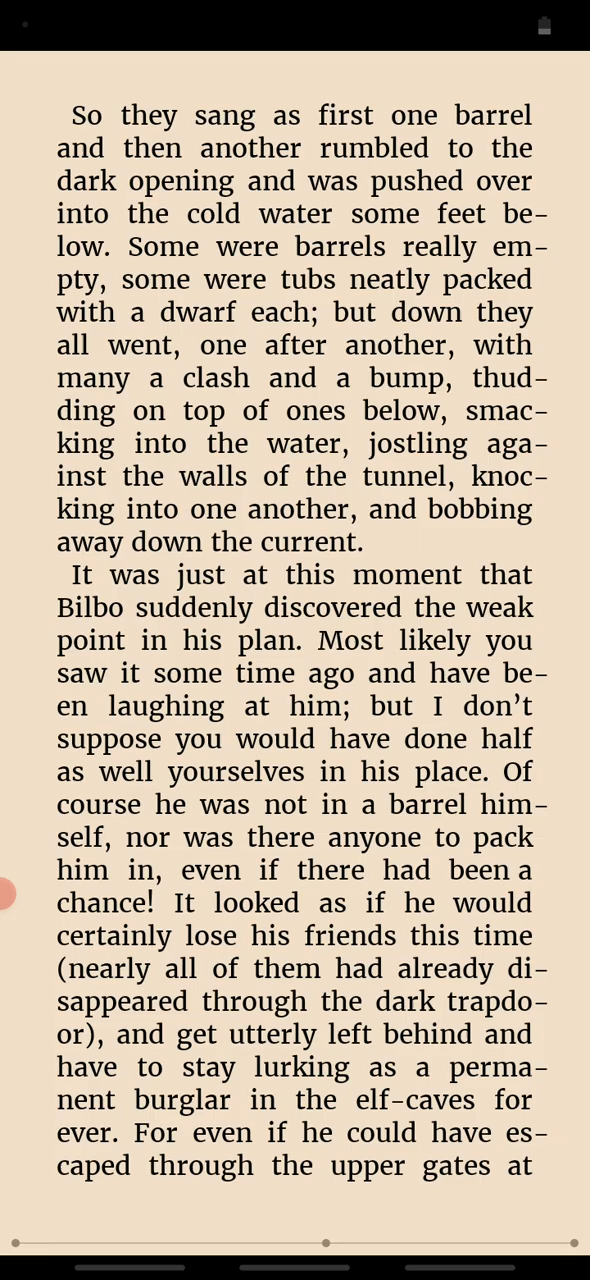 So they sang as first one barrel
and then another rumbled to the
dark opening and was pushed over
into the cold water some feet be-
low. Some were barrels really em-
pty, some were tubs neatly packed
with a dwarf each; but down they
all went, one after another, with
many a clash and a bump, thud-
ding on top of ones below, smac-
king into the water, jostling aga-
inst the walls of the tunnel, knoc-
king into one another, and bobbing
away down the current.
It was just at this moment that
Bilbo suddenly discovered the weak
point in his plan. Most likely you
saw it some time ago and have be-
en laughing at him; but I don’t
suppose you would have done half
as well yourselves in his place. Of
course he was not in a barrel him-
self, nor was there anyone to pack
him in, even if there had been a
chance! It looked as if he would
certainly lose his friends this time
(nearly all of them had already di-
sappeared through the dark trapdo-
or), and get utterly left behind and
have to stay lurking as a perma-
nent burglar in the elf-caves for
ever. For even if he could have es-
caped through the upper gates at